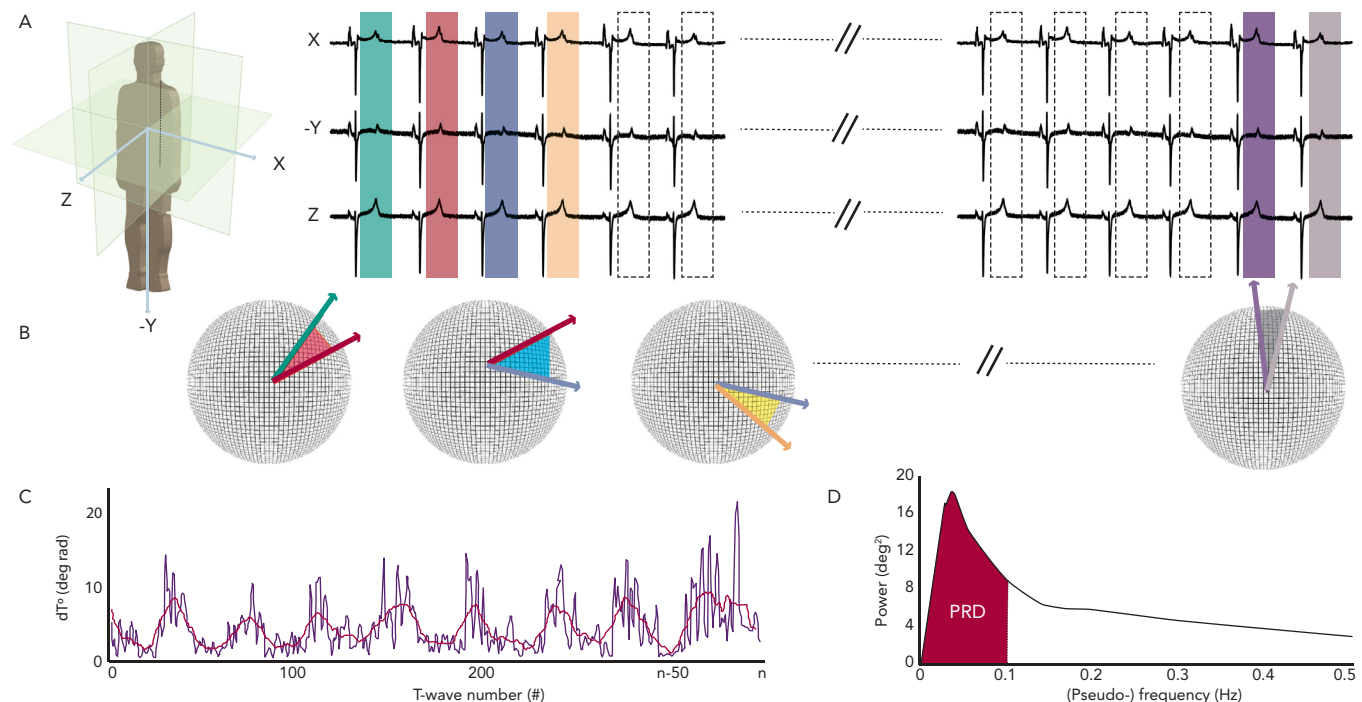 A
X
-Y
Z
X
Z
-Y
B
C
dT° (deg rad)
20
10
0
0
100
200
n-50
n
T-wave number (#)
D
Power (deg²)
20
16
12
8
4
0
PRD
0
0.1
0.2
0.3
0.4
0.5
(Pseudo-) frequency (Hz)